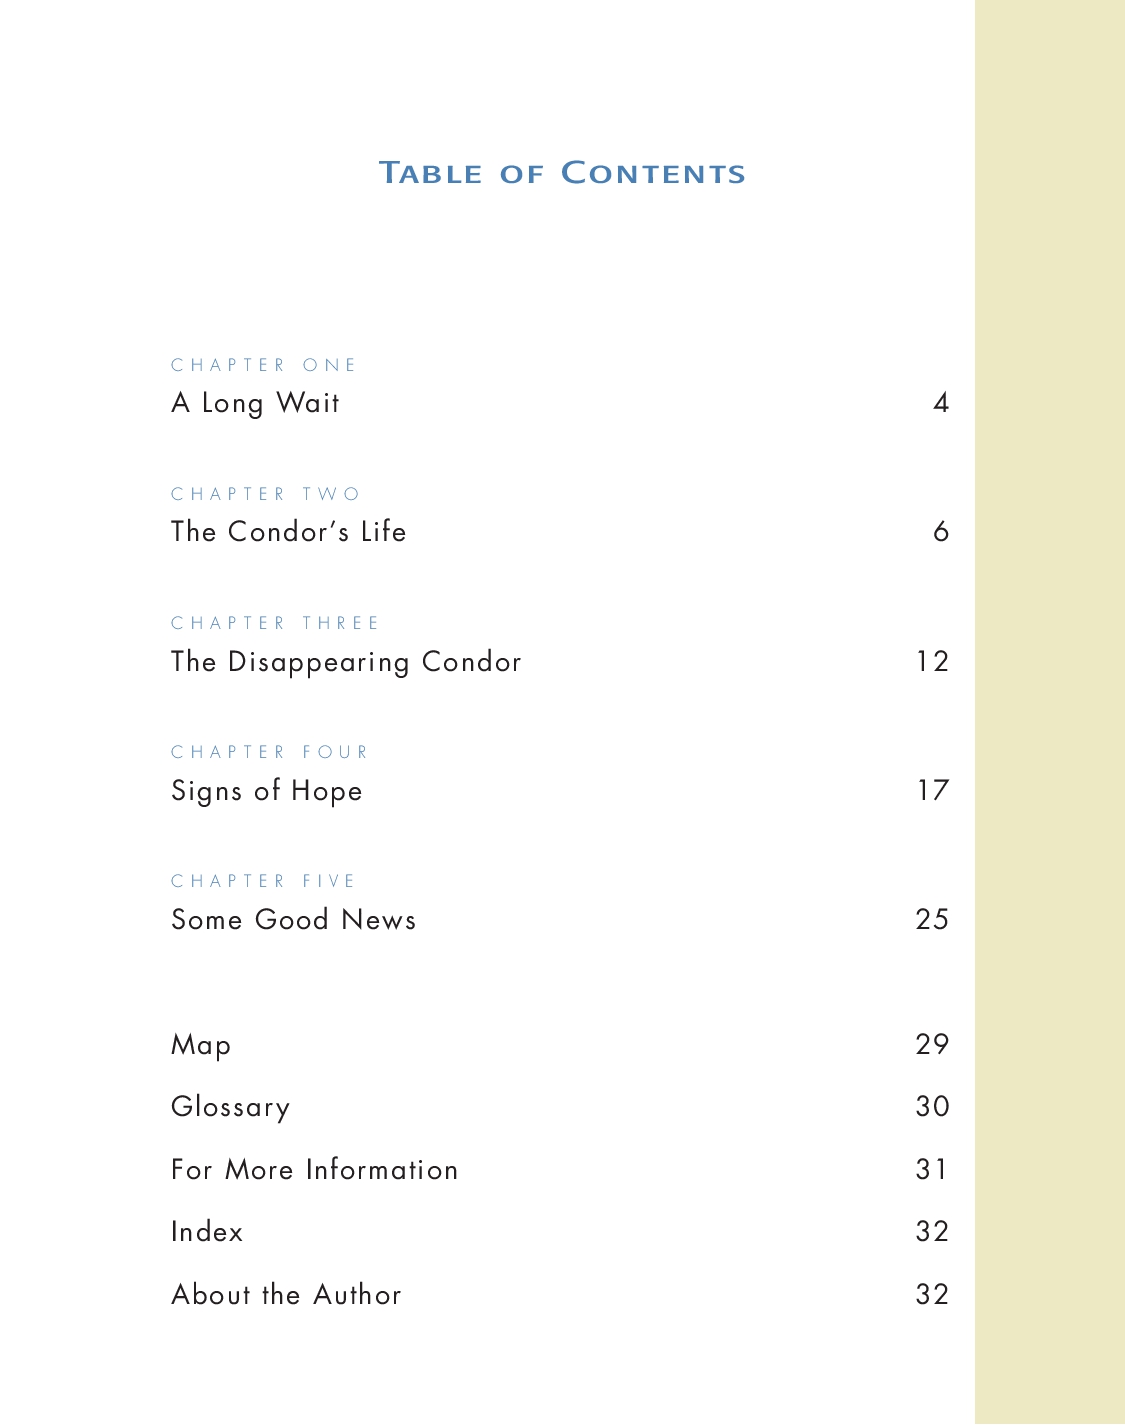 TABLE OF CONTENTS
CHAPTER ONE
A Long Wait 4
CHAPTER TWO
The Condor’s Life 6
CHAPTER THREE
The Disappearing Condor 12
CHAPTER FOUR
Signs of Hope 17
CHAPTER FIVE
Some Good News 25
Map 29
Glossary 30
For More Information 31
Index 32
About the Author 32